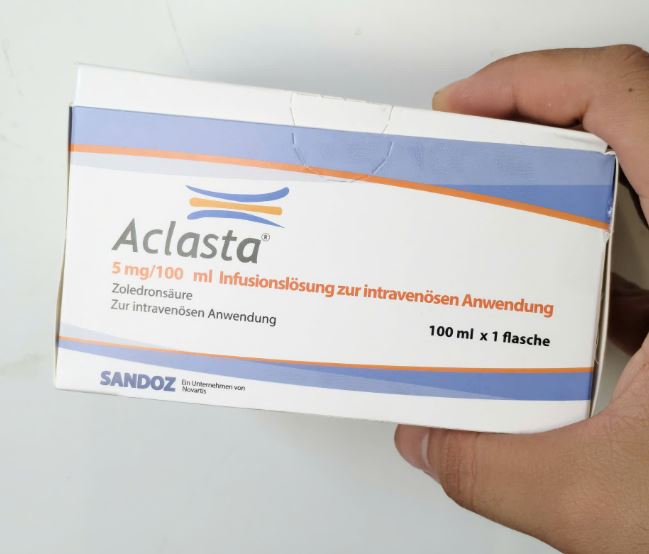 Aclasta®
5 mg/100 ml Infusionslösung zur intravenösen Anwendung
Zoledronsäure
Zur intravenösen Anwendung
100 ml x 1 flasche
SANDOZ Ein Unternehmen von
Novartis